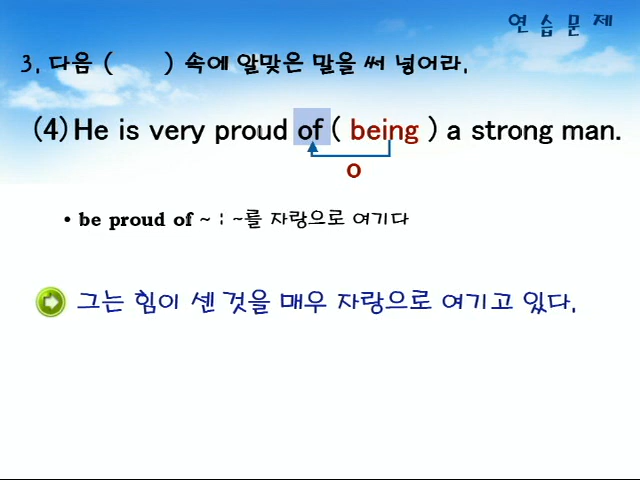 연습문제
3. 다음 (      ) 속에 알맞은 말을 써 넣어라.
(4) He is very proud of ( being ) a strong man.
o
• be proud of ~ : ~를 자랑으로 여기다
그는 힘이 센 것을 매우 자랑으로 여기고 있다.